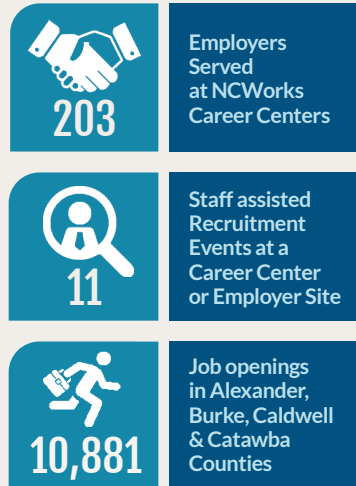 203
Employers
Served
at NCWorks
Career Centers
11
Staff assisted
Recruitment
Events at a
Career Center
or Employer Site
10,881
Job openings
in Alexander,
Burke, Caldwell
& Catawba
Counties